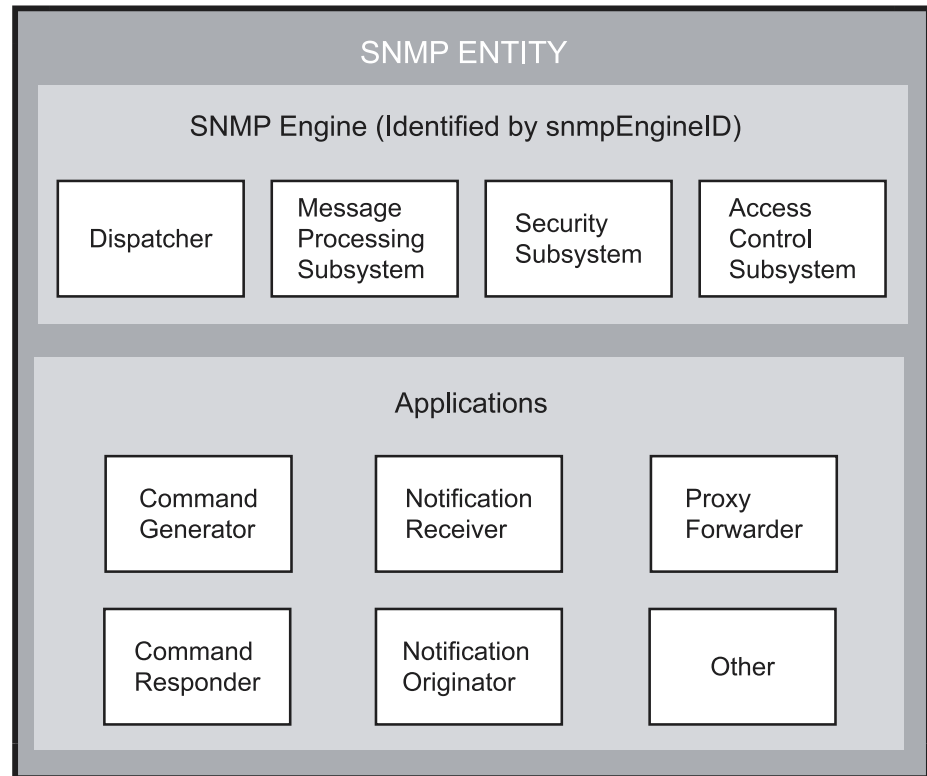 SNMP ENTITY
SNMP Engine (Identified by snmpEngineID)
Dispatcher
Message
Processing
Subsystem
Security
Subsystem
Access
Control
Subsystem
Applications
Command
Generator
Notification
Receiver
Proxy
Forwarder
Command
Responder
Notification
Originator
Other